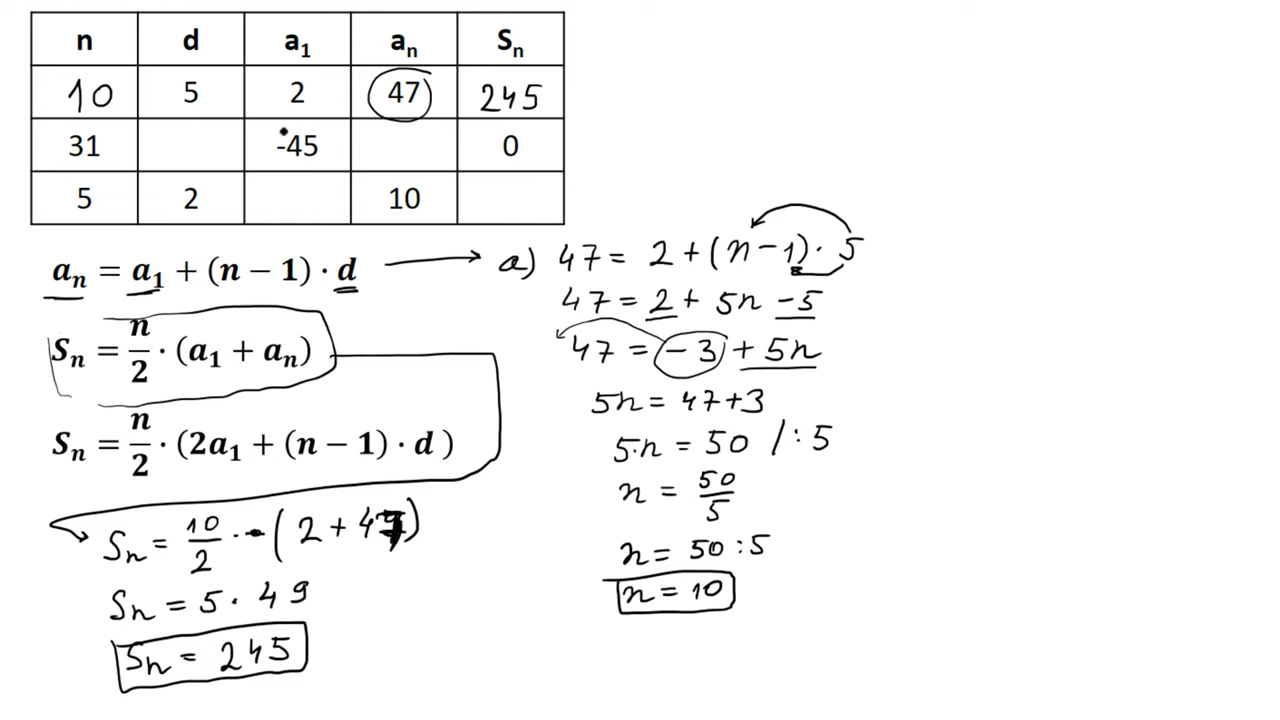 n d a₁ aₙ Sₙ
10 5 2 47 245
31 -45 0
5 2 10
aₙ = a₁ + (n − 1) · d
Sₙ = n/2 · (a₁ + aₙ)
Sₙ = n/2 · (2a₁ + (n − 1) · d )
Sₙ = 10/2 · (2 + 47)
Sₙ = 5 · 49
Sₙ = 245
a) 47 = 2 + (n − 1) · 5
47 = 2 + 5n − 5
47 = − 3 + 5n
5n = 47+3
5·n = 50 / : 5
n = 50/5
n = 50 : 5
n = 10